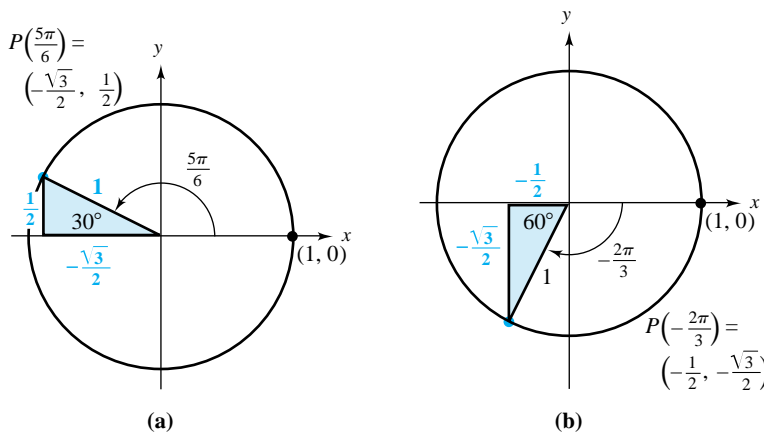 P(5π/6) =
(-√3/2, 1/2)
y
1
5π/6
1/2
30°
x
-√3/2
(1, 0)
(a)
y
-1/2
x
60°
(1, 0)
-√3/2
-2π/3
1
P(-2π/3) =
(-1/2, -√3/2)
(b)